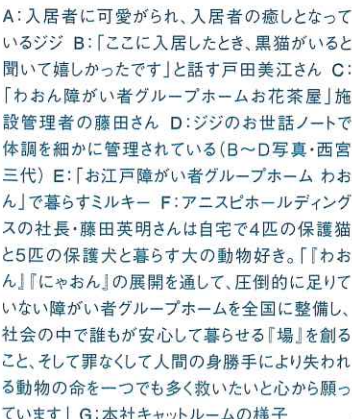 A：入居者に可愛がられ、入居者の癒しとなって
いるジジ B：「ここに入居したとき、黒猫がいると
聞いて嬉しかったです」と話す戸田美江さん C：
「わおん障がい者グループホームお花茶屋」施
設管理者の藤田さん D：ジジのお世話ノートで
体調を細かに管理されている（B〜D写真・西宮
三代） E：「お江戸障がい者グループホーム わお
ん」で暮らすミルキー F：アニスピホールディング
スの社長・藤田英明さんは自宅で4匹の保護猫
と5匹の保護犬と暮らす大の動物好き。「『わお
ん』『にゃおん』の展開を通して、圧倒的に足りて
いない障がい者グループホームを全国に整備し、
社会の中で誰もが安心して暮らせる『場』を創る
こと、そして罪なくして人間の身勝手により失われ
る動物の命を一つでも多く救いたいと心から願っ
ています」 G：本社キャットルームの様子